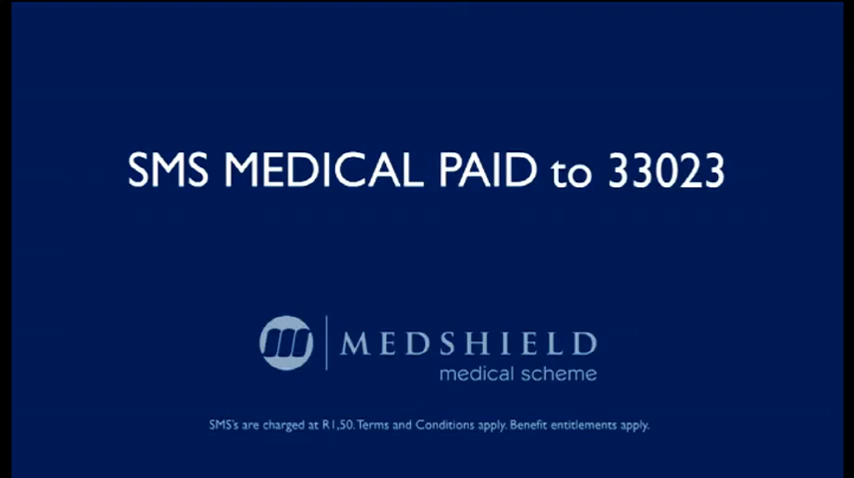 SMS MEDICAL PAID to 33023
MEDSHIELD
medical scheme
SMS's are charged at R1,50. Terms and Conditions apply. Benefit entitlements apply.